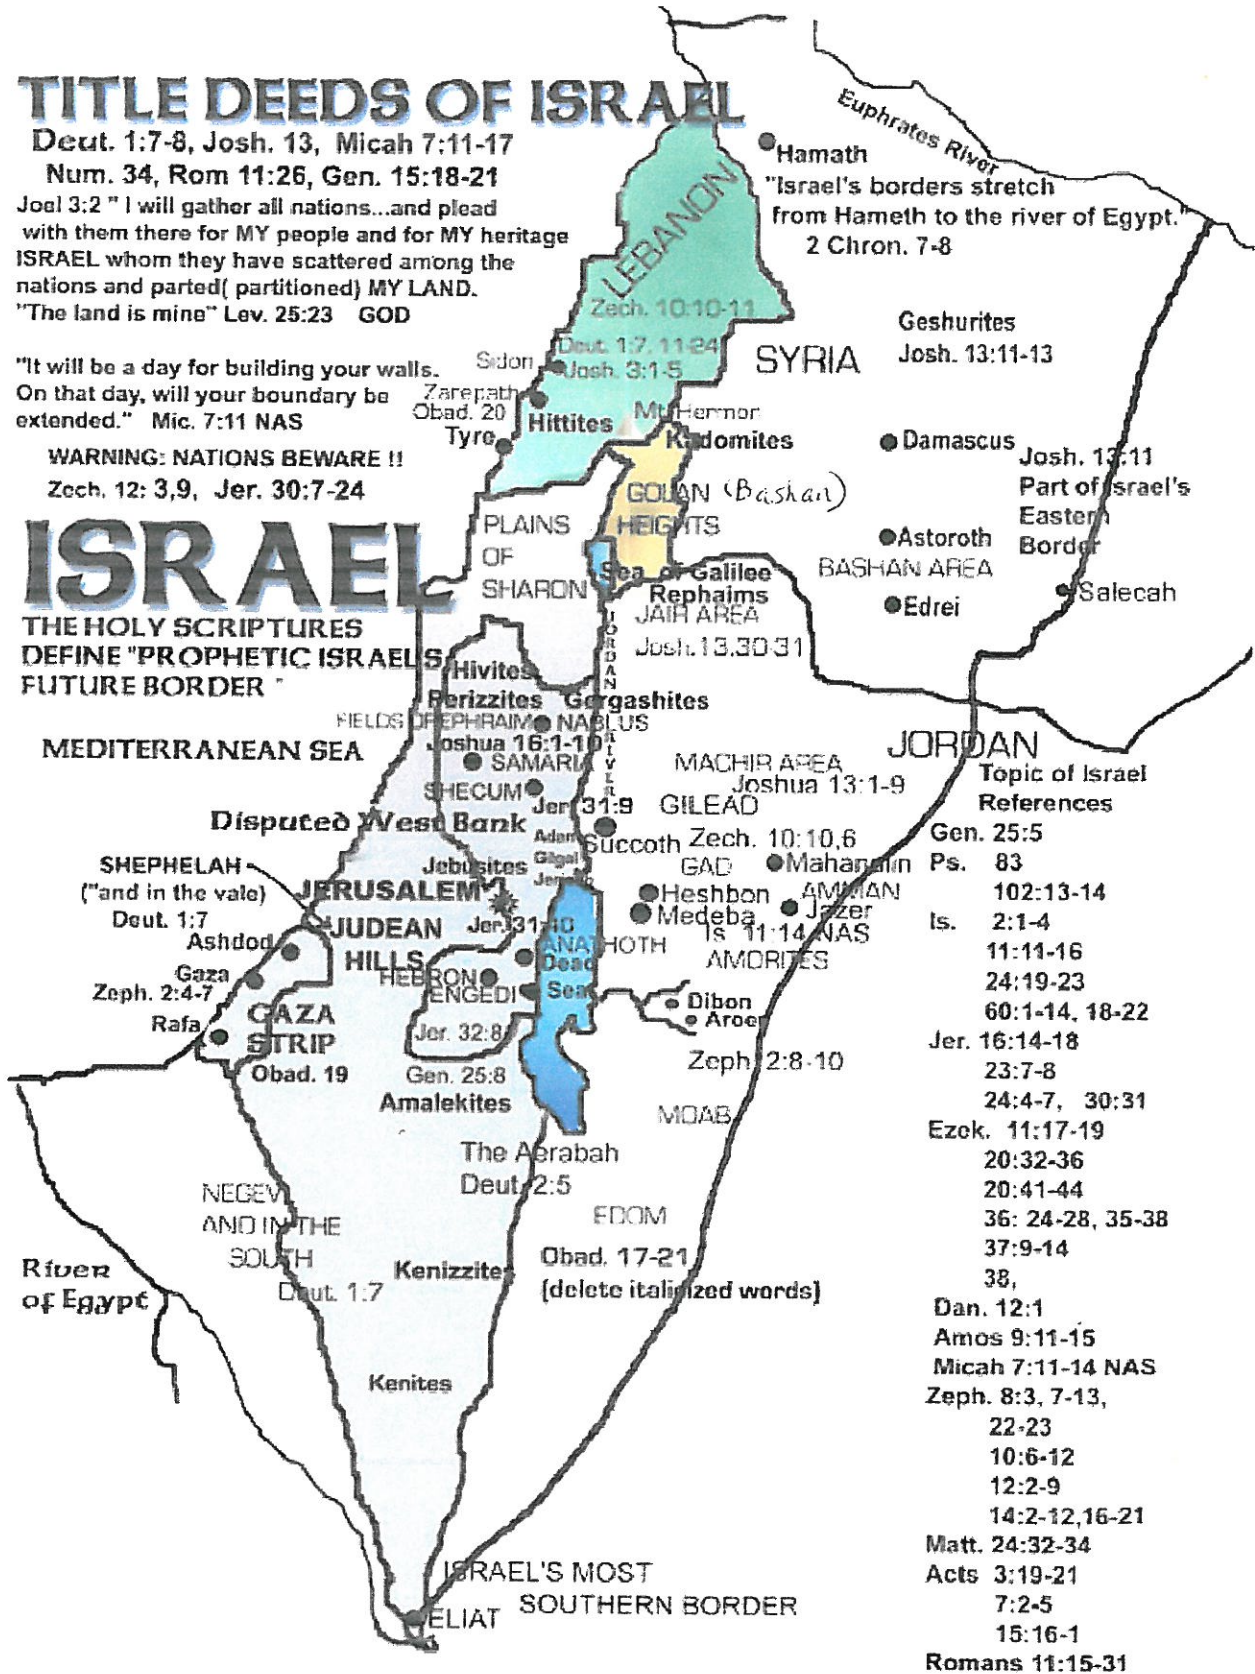 TITLE DEEDS OF ISRAEL
Deut. 1:7-8, Josh. 13, Micah 7:11-17
Num. 34, Rom 11:26, Gen. 15:18-21
Joel 3:2 " I will gather all nations...and plead
with them there for MY people and for MY heritage
ISRAEL whom they have scattered among the
nations and parted( partitioned) MY LAND.
"The land is mine" Lev. 25:23 GOD
"It will be a day for building your walls.
On that day, will your boundary be
extended." Mic. 7:11 NAS
WARNING: NATIONS BEWARE !!
Zech. 12: 3,9, Jer. 30:7-24
ISRAEL
THE HOLY SCRIPTURES
DEFINE "PROPHETIC ISRAELS
FUTURE BORDER "
MEDITERRANEAN SEA
Euphrates River
Hamath
"Israel's borders stretch
from Hameth to the river of Egypt."
2 Chron. 7-8
LEBANON
Zech. 10:10-11
Deut. 1:7, 11-24
Josh. 3:1-5
Sidon
Zarepath
Obad. 20
Tyre
Hittites
Mt. Hermon
Kadomites
SYRIA
Geshurites
Josh. 13:11-13
Damascus
Josh. 13:11
Part of Israel's
Eastern
Border
GOLAN (Bashan)
HEIGHTS
PLAINS
OF
SHARON
Astoroth
BASHAN AREA
Edrei
Salecah
Sea of Galilee
Rephaims
JAIR AREA
Josh.13.30-31
JORDAN RIVER
Hivites
Perizzites
Gergashites
FIELDS OF EPHRAIM
NABLUS
Joshua 16:1-10
SAMARIA
SHECUM
Jer. 31:9
MACHIR AREA
Joshua 13:1-9
JORDAN
GILEAD
Disputed West Bank
Adam
Succoth
Zech. 10:10,6
Gilgal
Jebusites
GAD
Mahanaim
JERUSALEM
Heshbon
AMMAN
Medeba
Jazer
Is. 11:14 NAS
AMORITES
SHEPHELAH
("and in the vale)
Deut. 1:7
JUDEAN
HILLS
Jer. 31:40
ANATHOTH
Ashdod
Dead
Sea
Gaza
Zeph. 2:4-7
HEBRON
ENGEDI
Dibon
Aroer
Rafa
GAZA
STRIP
Jer. 32:8
Obad. 19
Gen. 25:8
Zeph. 2:8-10
Amalekites
MOAB
The Aerabah
Deut. 2:5
NEGEV
AND IN THE
SOUTH
Deut. 1:7
EDOM
Obad. 17-21
(delete italicized words)
River
of Egypt
Kenizzites
Kenites
ISRAEL'S MOST
SOUTHERN BORDER
ELIAT
Topic of Israel
References
Gen. 25:5
Ps. 83
102:13-14
Is. 2:1-4
11:11-16
24:19-23
60:1-14, 18-22
Jer. 16:14-18
23:7-8
24:4-7, 30:31
Ezek. 11:17-19
20:32-36
20:41-44
36: 24-28, 35-38
37:9-14
38,
Dan. 12:1
Amos 9:11-15
Micah 7:11-14 NAS
Zeph. 8:3, 7-13,
22-23
10:6-12
12:2-9
14:2-12,16-21
Matt. 24:32-34
Acts 3:19-21
7:2-5
15:16-1
Romans 11:15-31